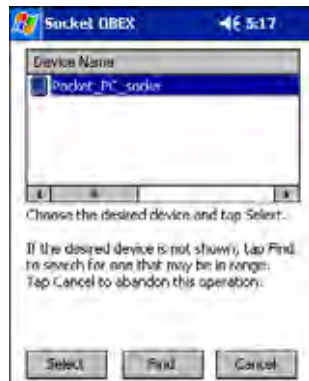 Socket OBEX 5:17
Device Name
Pocket_PC_socke
Choose the desired device and tap Select.
If the desired device is not shown, tap Find
to search for one that may be in range.
Tap Cancel to abandon this operation.
Select Find Cancel